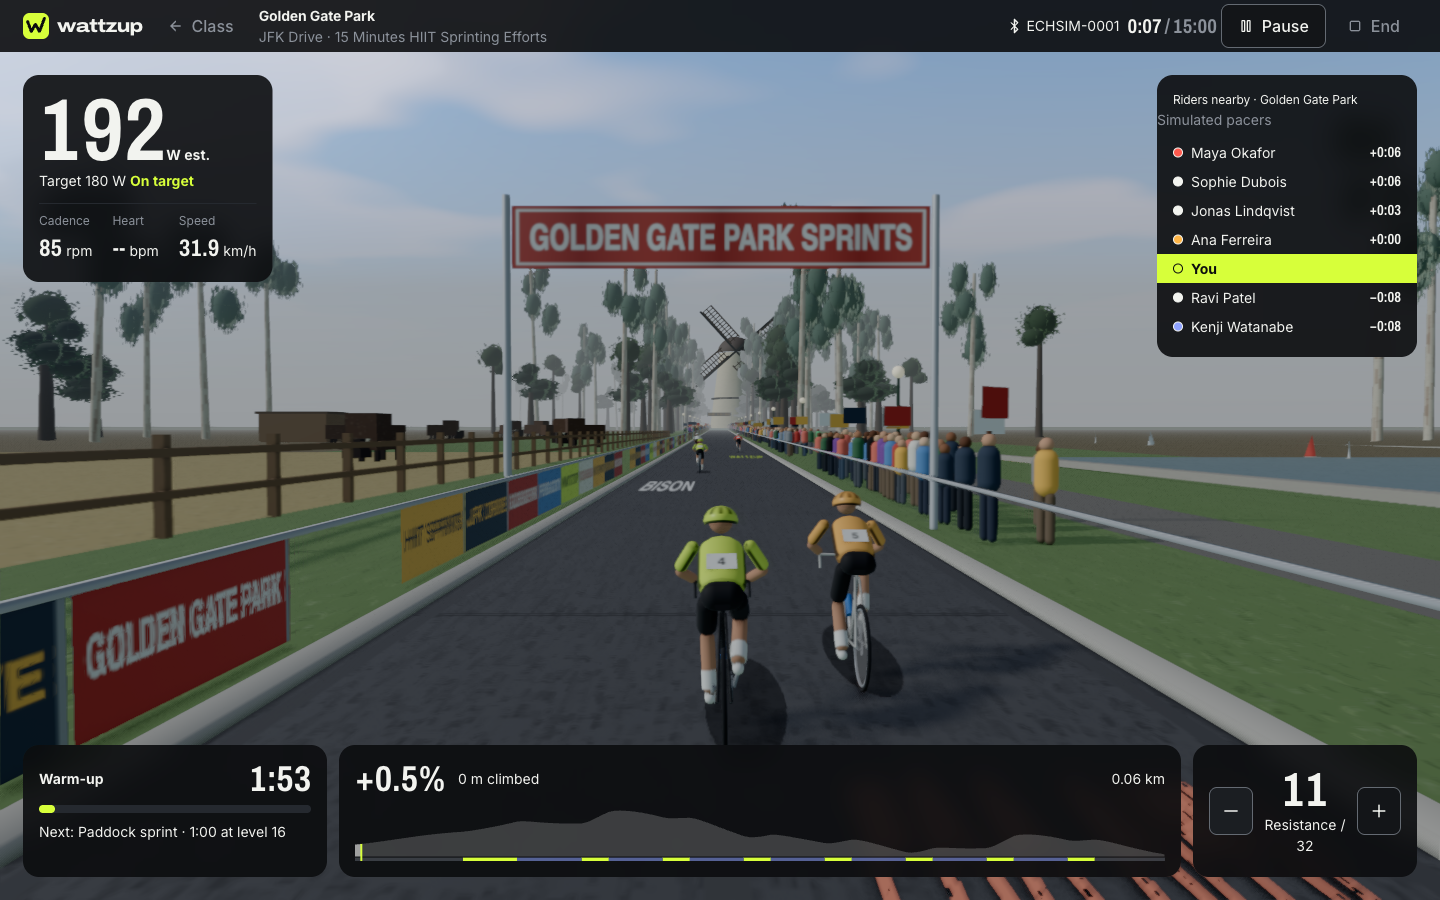 wattzup
Class
Golden Gate Park
JFK Drive · 15 Minutes HIIT Sprinting Efforts
ECHSIM-0001
0:07 / 15:00
Pause
End
192 W est.
Target 180 W On target
Cadence Heart Speed
85 rpm -- bpm 31.9 km/h
Riders nearby · Golden Gate Park
Simulated pacers
Maya Okafor +0:06
Sophie Dubois +0:06
Jonas Lindqvist +0:03
Ana Ferreira +0:00
You
Ravi Patel −0:08
Kenji Watanabe −0:08
GOLDEN GATE PARK SPRINTS
BISON
HIIT SPRINTS
JFK
4
5
GOLDEN GATE PARK
E
Warm-up 1:53
Next: Paddock sprint · 1:00 at level 16
+0.5% 0 m climbed 0.06 km
11
Resistance /
32